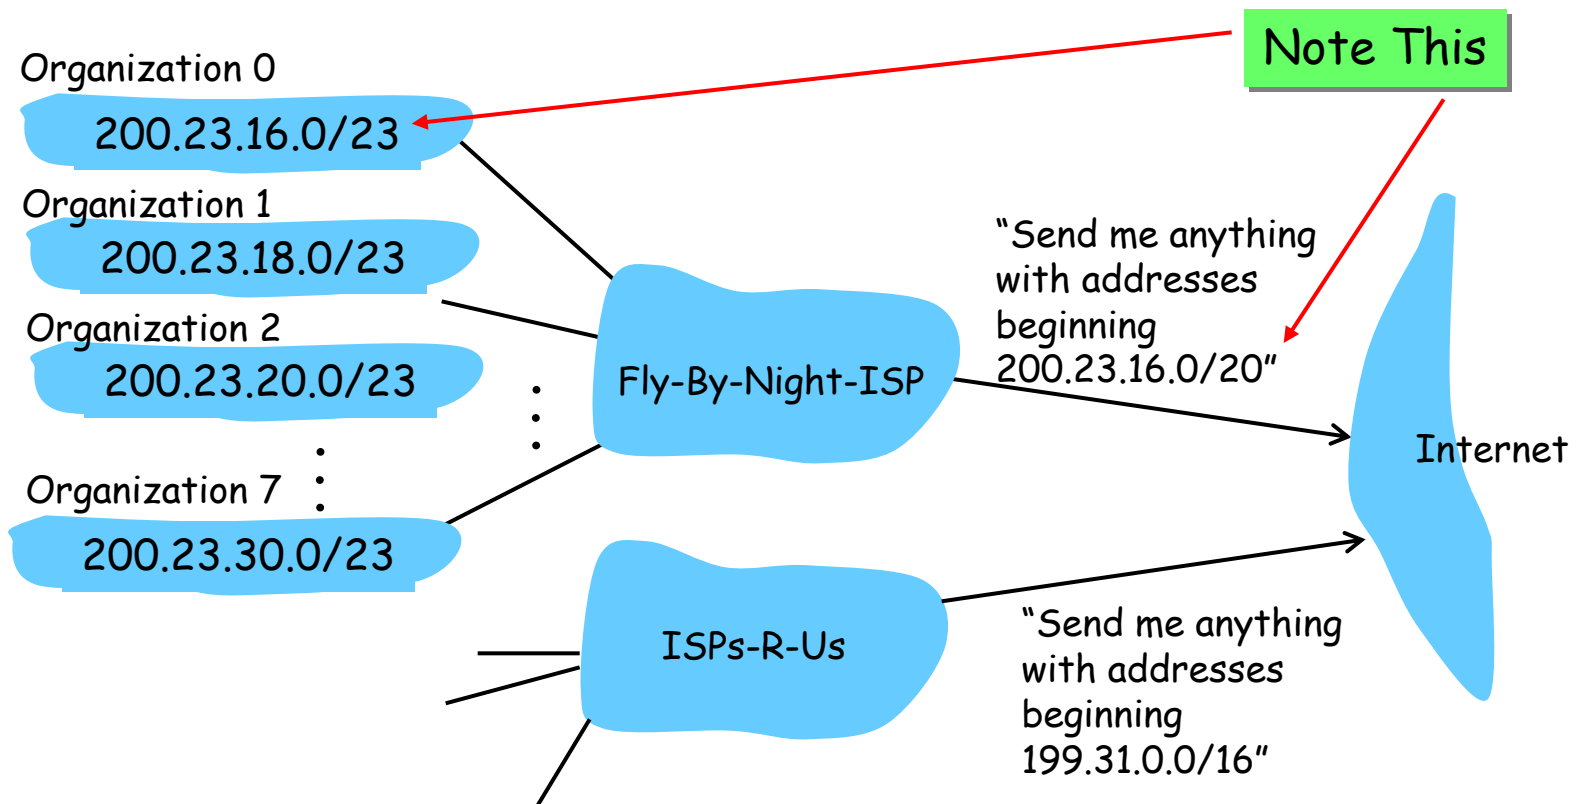 Note This
Organization 0
200.23.16.0/23
Organization 1
200.23.18.0/23
Organization 2
200.23.20.0/23
Organization 7
200.23.30.0/23
Fly-By-Night-ISP
“Send me anything
with addresses
beginning
200.23.16.0/20”
Internet
ISPs-R-Us
“Send me anything
with addresses
beginning
199.31.0.0/16”